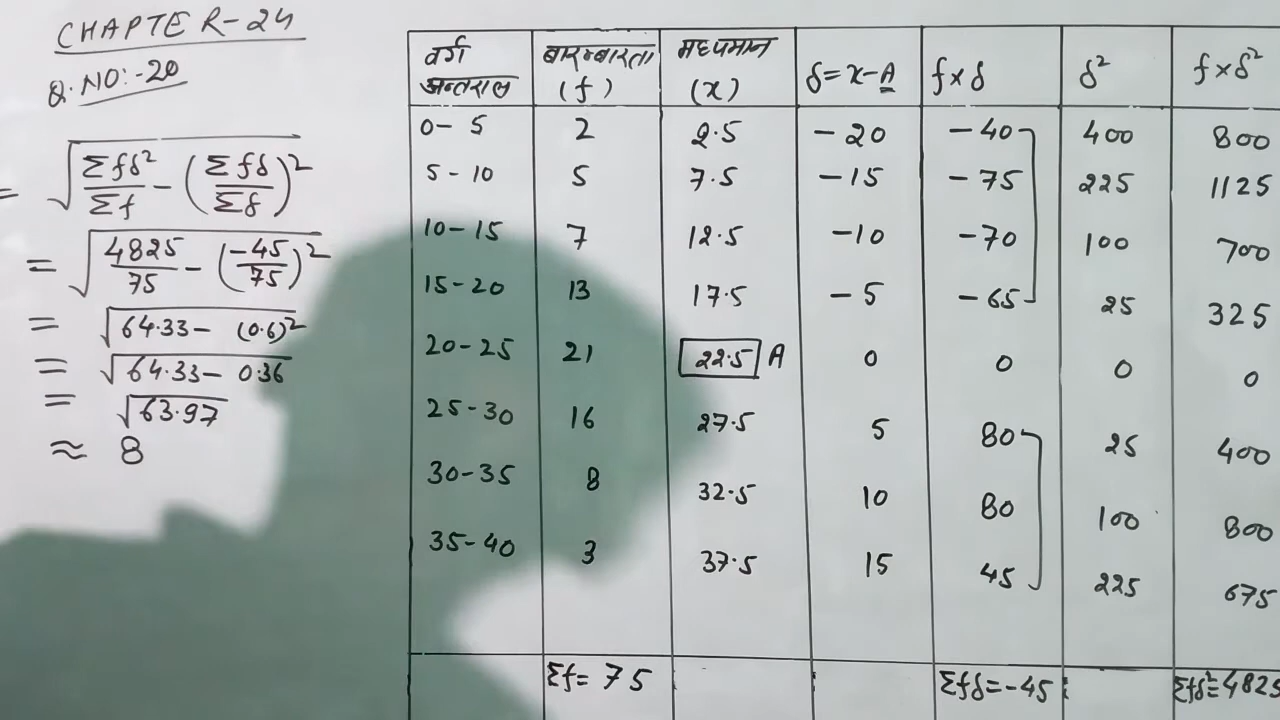 CHAPTER-24
Q.NO:-20
= √(Σfδ²/Σf - (Σfδ/Σδ)²)
= √(4825/75 - (-45/75)²)
= √64.33- (0.6)²
= √64.33- 0.36
= √63.97
≈ 8
वर्ग अन्तराल | बारम्बारता (f) | मध्यमान (x) | δ=x-A | f×δ | δ² | f×δ²
0-5 | 2 | 2.5 | -20 | -40 | 400 | 800
5-10 | 5 | 7.5 | -15 | -75 | 225 | 1125
10-15 | 7 | 12.5 | -10 | -70 | 100 | 700
15-20 | 13 | 17.5 | -5 | -65 | 25 | 325
20-25 | 21 | 22.5 A | 0 | 0 | 0 | 0
25-30 | 16 | 27.5 | 5 | 80 | 25 | 400
30-35 | 8 | 32.5 | 10 | 80 | 100 | 800
35-40 | 3 | 37.5 | 15 | 45 | 225 | 675
Σf= 75 | Σfδ=-45 | Σfδ²=4825